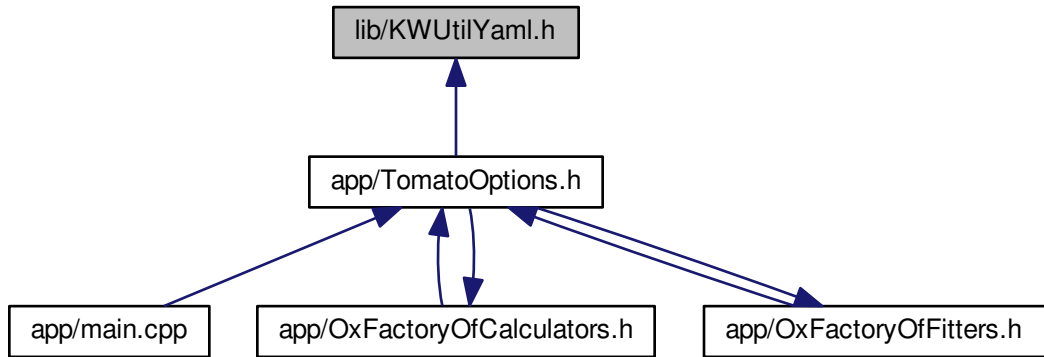 lib/KWUtilYaml.h
app/TomatoOptions.h
app/main.cpp
app/OxFactoryOfCalculators.h
app/OxFactoryOfFitters.h